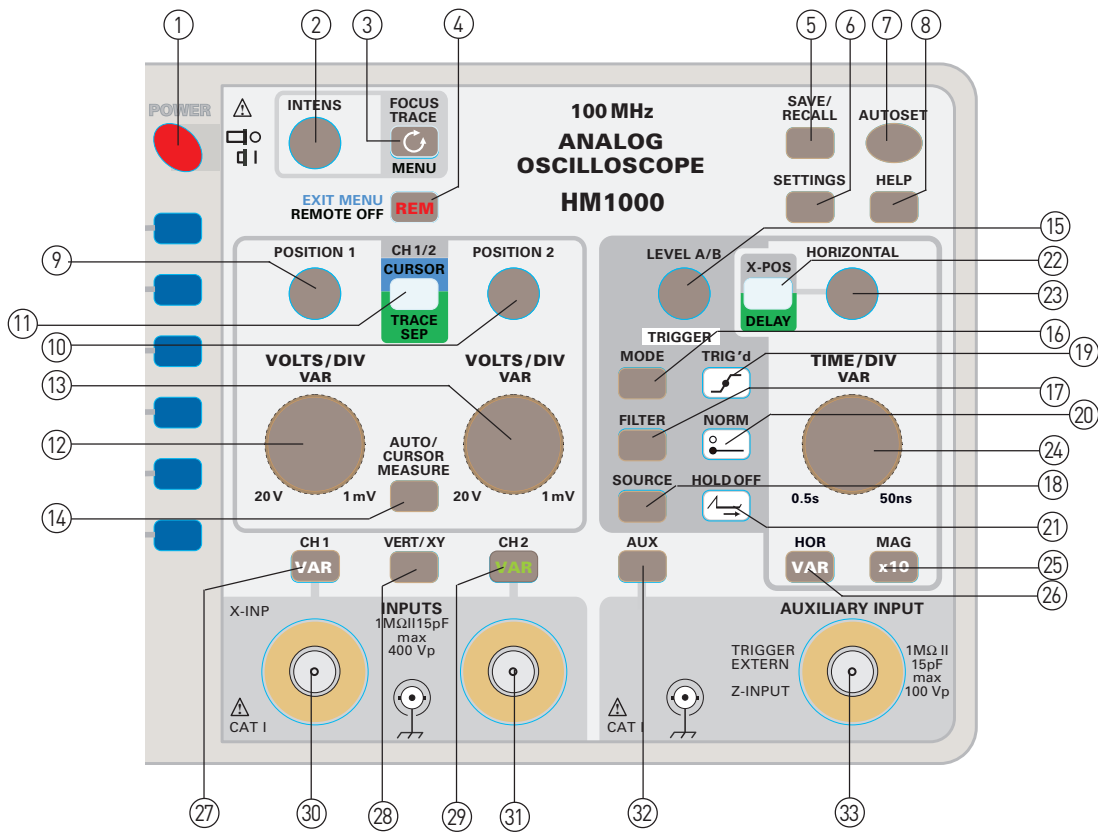 1 2 3 4 5 6 7 8
POWER
INTENS
FOCUS
TRACE
MENU
100 MHz
ANALOG
OSCILLOSCOPE
HM1000
SAVE/
RECALL
AUTOSET
SETTINGS
HELP
EXIT MENU
REMOTE OFF
REM
15
9
POSITION 1
CH 1/2
CURSOR
TRACE
SEP
POSITION 2
LEVEL A/B
X-POS
DELAY
HORIZONTAL
22
23
11
10
16
19
TRIGGER
MODE
TRIG'd
VOLTS/DIV
VAR
VOLTS/DIV
VAR
TIME/DIV
VAR
13
17
FILTER
NORM
20
12
AUTO/
CURSOR
MEASURE
24
SOURCE
HOLD OFF
18
20 V 1 mV
20 V 1 mV
0.5s 50ns
14
21
CH 1
VAR
VERT/XY
CH 2
VAR
AUX
HOR
VAR
MAG
x10
25
26
X-INP
INPUTS
1MΩII15pF
max
400 Vp
CAT I
AUXILIARY INPUT
TRIGGER
EXTERN
Z-INPUT
1MΩ II
15pF
max
100 Vp
CAT I
27 30 28 29 31 32 33